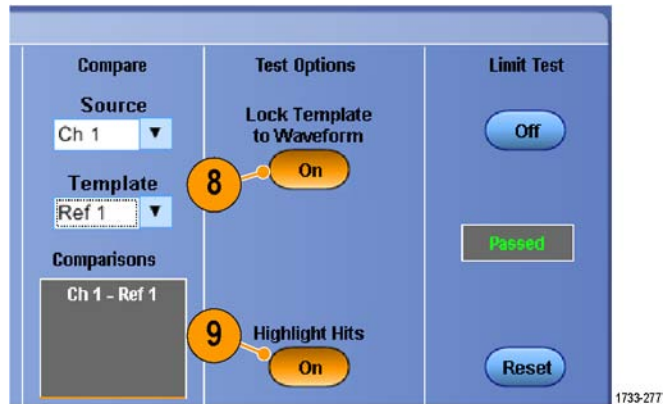 Compare
Source
Ch 1
Template
Ref 1
Comparisons
Ch 1 - Ref 1
Test Options
Lock Template
to Waveform
8
On
9
Highlight Hits
On
Limit Test
Off
Passed
Reset
1733-277